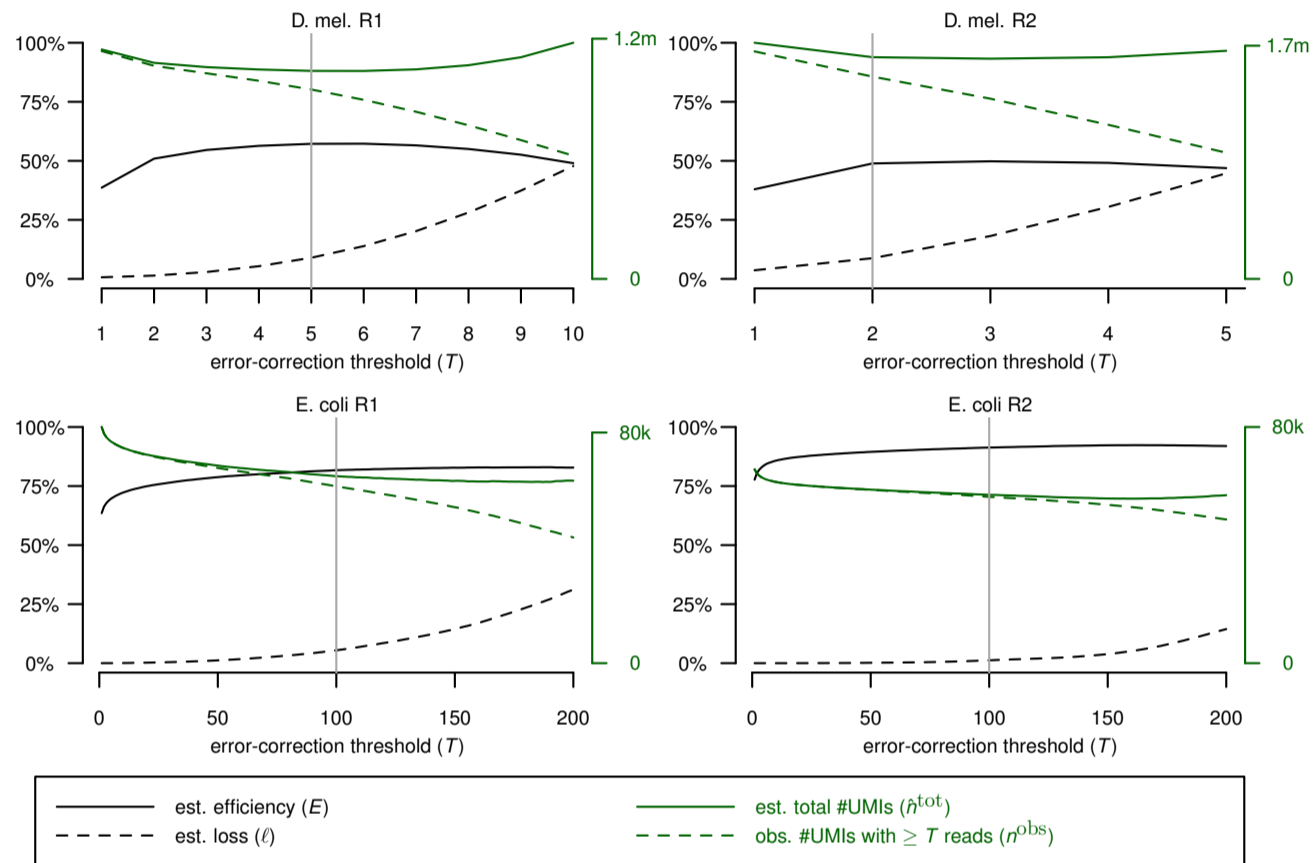 D. mel. R1
100%
75%
50%
25%
0%
1.2m
0
1 2 3 4 5 6 7 8 9 10
error-correction threshold (T)
D. mel. R2
100%
75%
50%
25%
0%
1.7m
0
1 2 3 4 5
error-correction threshold (T)
E. coli R1
100%
75%
50%
25%
0%
80k
0
0 50 100 150 200
error-correction threshold (T)
E. coli R2
100%
75%
50%
25%
0%
80k
0
0 50 100 150 200
error-correction threshold (T)
est. efficiency (E)
est. loss (ℓ)
est. total #UMIs (n̂^tot)
obs. #UMIs with ≥ T reads (n^obs)